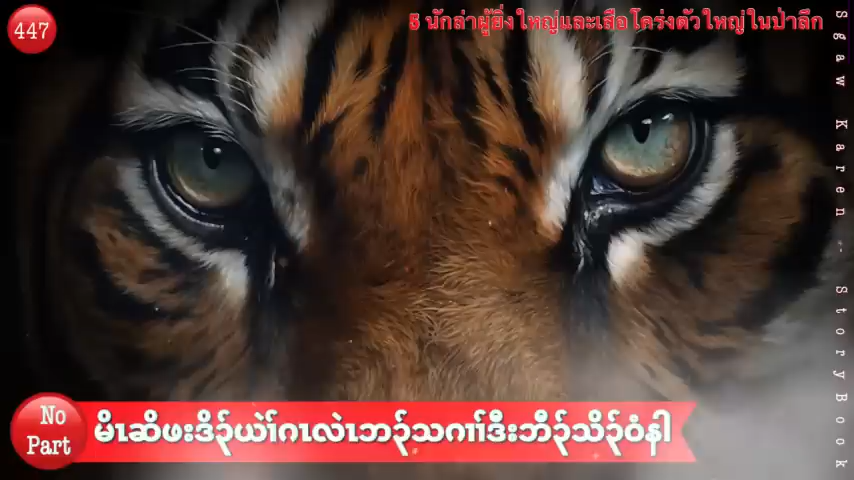 447
5 นักล่าผู้ยิ่งใหญ่และเสือโคร่งตัวใหญ่ในป่าลึก
Sgaw Karen - StoryBook
No
Part
မိၤဆိဖးဒိၣ်ယဲၢ်ဂၤလဲၤဘၣ်သကၢၢ်ဒီးဘီၣ်သိၣ်ဝံနါ